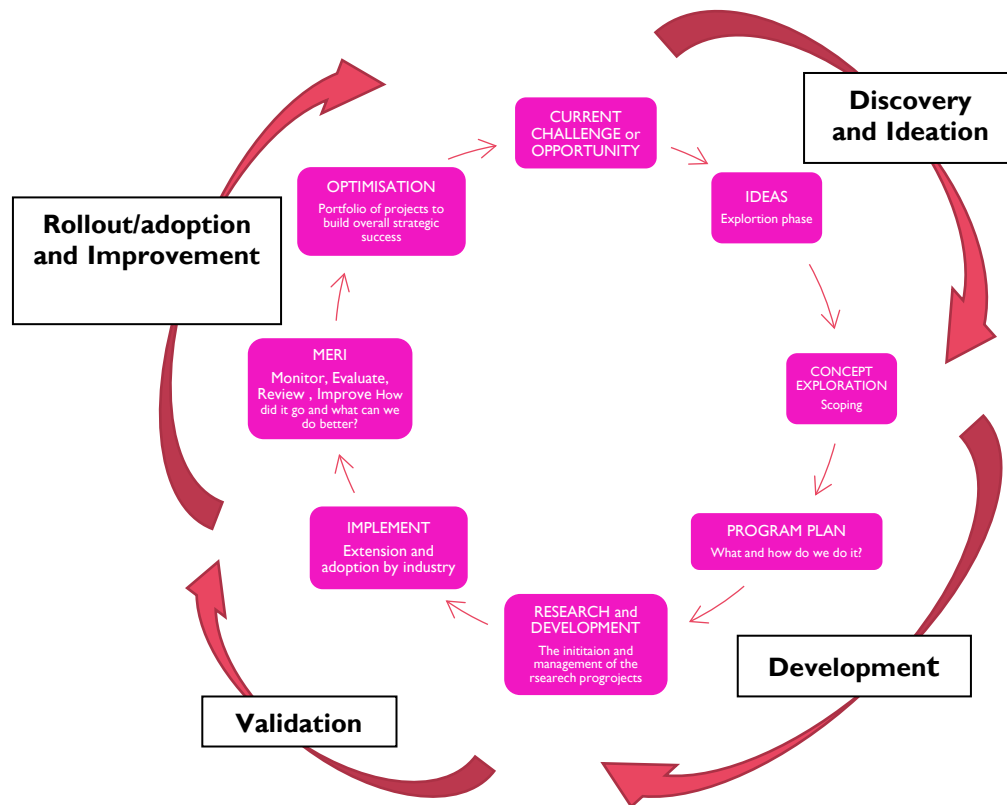 Discovery
and Ideation
CURRENT
CHALLENGE or
OPPORTUNITY
IDEAS
Explortion phase
CONCEPT
EXPLORATION
Scoping
PROGRAM PLAN
What and how do we do it?
Development
RESEARCH and
DEVELOPMENT
The inititaion and
management of the
rsearch progrojects
Validation
IMPLEMENT
Extension and
adoption by industry
MERI
Monitor, Evaluate,
Review , Improve How
did it go and what can we
do better?
Rollout/adoption
and Improvement
OPTIMISATION
Portfolio of projects to
build overall strategic
success